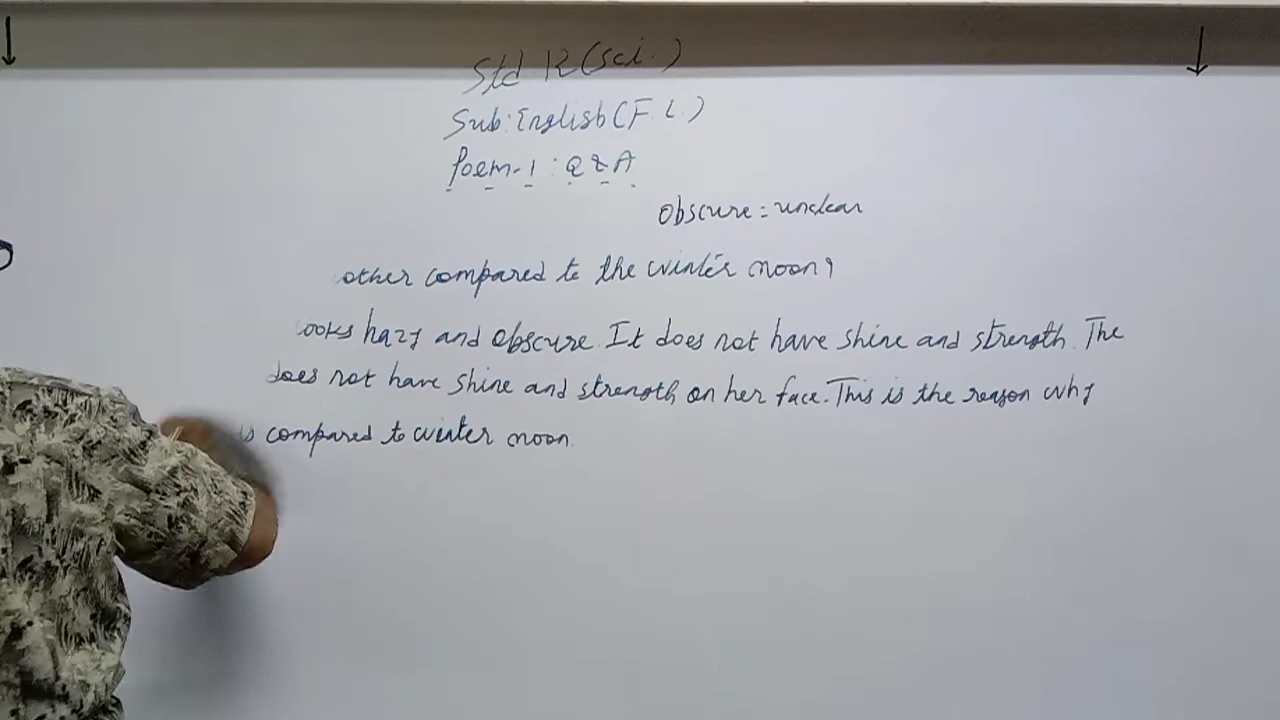 Std 12 (Sci.)
Sub: English (F.L.)
Poem-1 : Q & A
Obscure = unclear
other compared to the winter moon?
looks hazy and obscure. It does not have shine and strength. The
does not have shine and strength on her face. This is the reason why
is compared to winter moon.